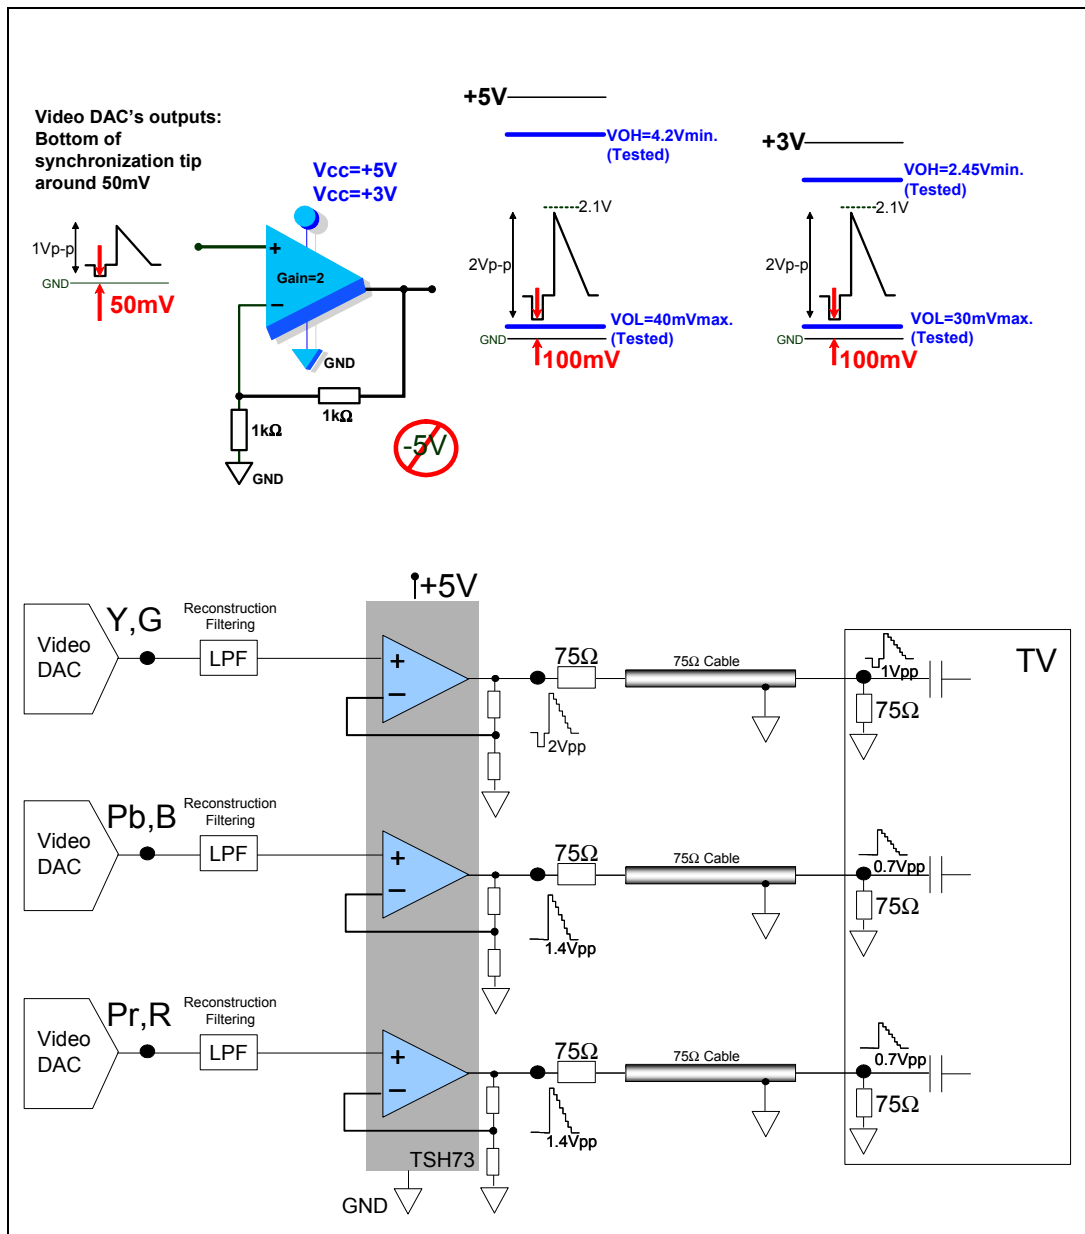 Video DAC's outputs:
Bottom of
synchronization tip
around 50mV
1Vp-p
GND
50mV
Vcc=+5V
Vcc=+3V
+
Gain=2
−
GND
1kΩ
1kΩ
GND
-5V
+5V
VOH=4.2Vmin.
(Tested)
2.1V
2Vp-p
VOL=40mVmax.
(Tested)
GND
100mV
+3V
VOH=2.45Vmin.
(Tested)
2.1V
2Vp-p
VOL=30mVmax.
(Tested)
GND
100mV
+5V
Video
DAC
Y,G
Reconstruction
Filtering
LPF
+
−
75Ω
2Vpp
75Ω Cable
1Vpp
75Ω
TV
Video
DAC
Pb,B
Reconstruction
Filtering
LPF
+
−
75Ω
1.4Vpp
75Ω Cable
0.7Vpp
75Ω
Video
DAC
Pr,R
Reconstruction
Filtering
LPF
+
−
75Ω
1.4Vpp
75Ω Cable
0.7Vpp
75Ω
TSH73
GND